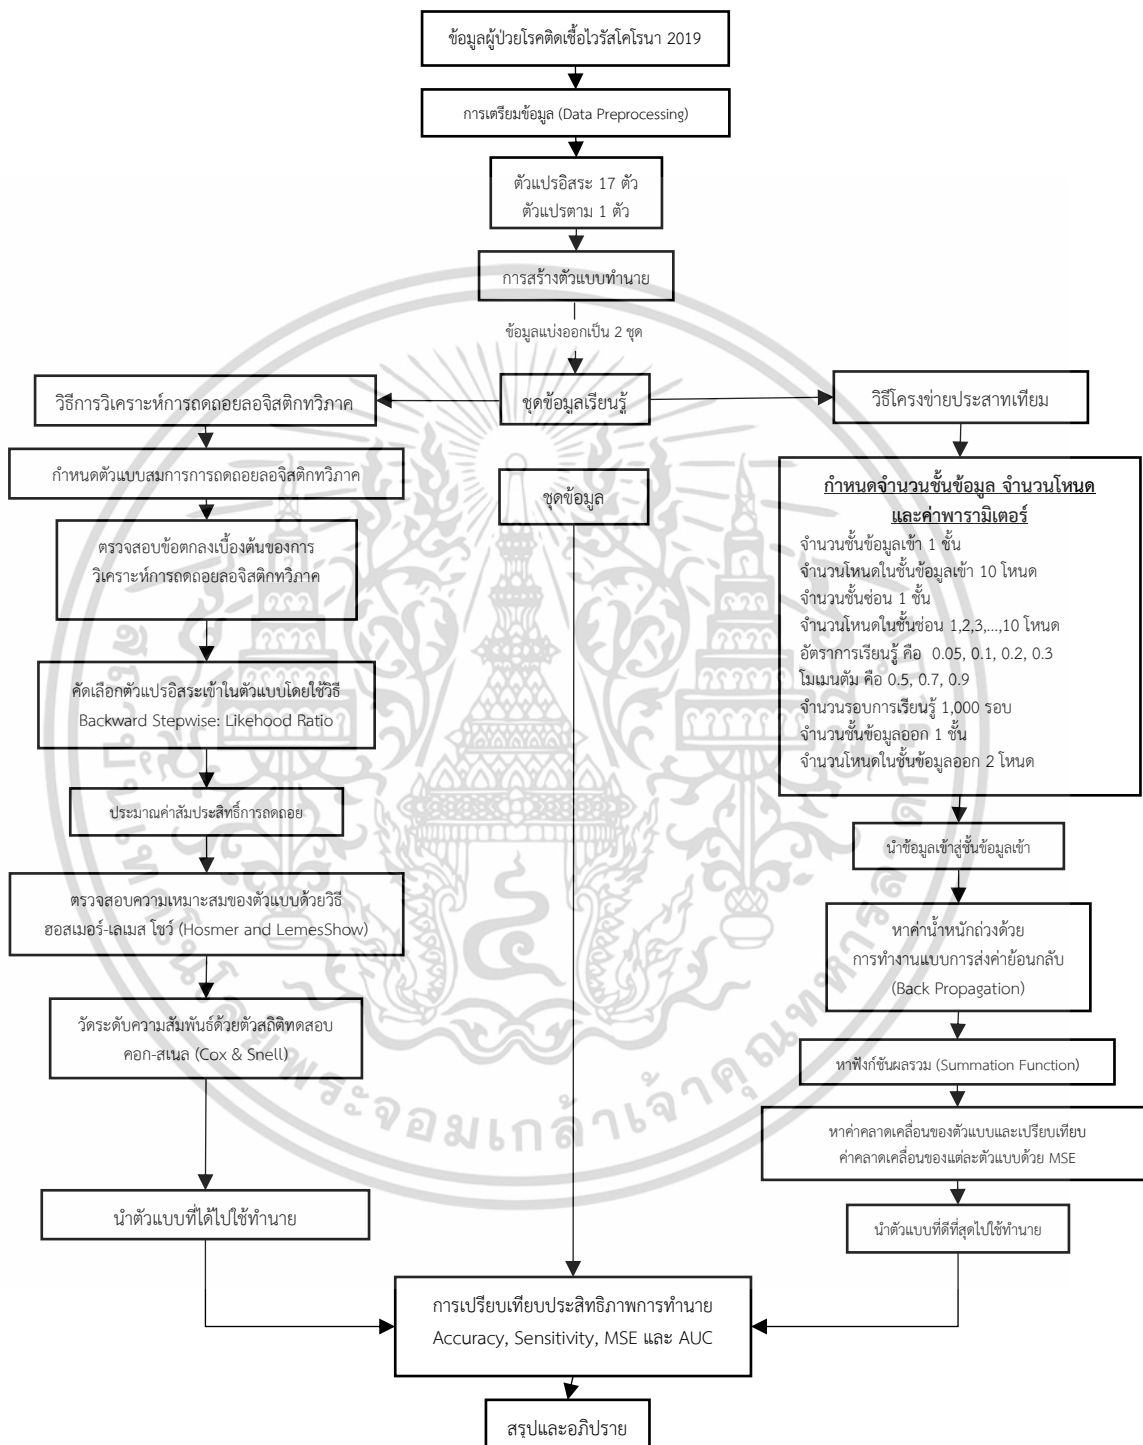 ข้อมูลผู้ป่วยโรคติดเชื้อไวรัสโคโรนา 2019
การเตรียมข้อมูล (Data Preprocessing)
ตัวแปรอิสระ 17 ตัว
ตัวแปรตาม 1 ตัว
การสร้างตัวแบบทำนาย
ข้อมูลแบ่งออกเป็น 2 ชุด
ชุดข้อมูลเรียนรู้
วิธีการวิเคราะห์การถดถอยลอจิสติกทวิภาค
กำหนดตัวแบบสมการการถดถอยลอจิสติกทวิภาค
ตรวจสอบข้อตกลงเบื้องต้นของการ
วิเคราะห์การถดถอยลอจิสติกทวิภาค
คัดเลือกตัวแปรอิสระเข้าในตัวแบบโดยใช้วิธี
Backward Stepwise: Likehood Ratio
ประมาณค่าสัมประสิทธิ์การถดถอย
ตรวจสอบความเหมาะสมของตัวแบบด้วยวิธี
ฮอสเมอร์-เลเมส โชว์ (Hosmer and LemesShow)
วัดระดับความสัมพันธ์ด้วยตัวสถิติทดสอบ
คอก-สเนล (Cox & Snell)
นำตัวแบบที่ได้ไปใช้ทำนาย
ชุดข้อมูล
วิธีโครงข่ายประสาทเทียม
กำหนดจำนวนชั้นข้อมูล จำนวนโหนด
และค่าพารามิเตอร์
จำนวนชั้นข้อมูลเข้า 1 ชั้น
จำนวนโหนดในชั้นข้อมูลเข้า 10 โหนด
จำนวนชั้นซ่อน 1 ชั้น
จำนวนโหนดในชั้นซ่อน 1,2,3,...,10 โหนด
อัตราการเรียนรู้ คือ 0.05, 0.1, 0.2, 0.3
โมเมนตัม คือ 0.5, 0.7, 0.9
จำนวนรอบการเรียนรู้ 1,000 รอบ
จำนวนชั้นข้อมูลออก 1 ชั้น
จำนวนโหนดในชั้นข้อมูลออก 2 โหนด
นำข้อมูลเข้าสู่ชั้นข้อมูลเข้า
หาค่าน้ำหนักถ่วงด้วย
การทำงานแบบการส่งค่าย้อนกลับ
(Back Propagation)
หาฟังก์ชันผลรวม (Summation Function)
หาค่าคลาดเคลื่อนของตัวแบบและเปรียบเทียบ
ค่าคลาดเคลื่อนของแต่ละตัวแบบด้วย MSE
นำตัวแบบที่ดีที่สุดไปใช้ทำนาย
การเปรียบเทียบประสิทธิภาพการทำนาย
Accuracy, Sensitivity, MSE และ AUC
สรุปและอภิปราย